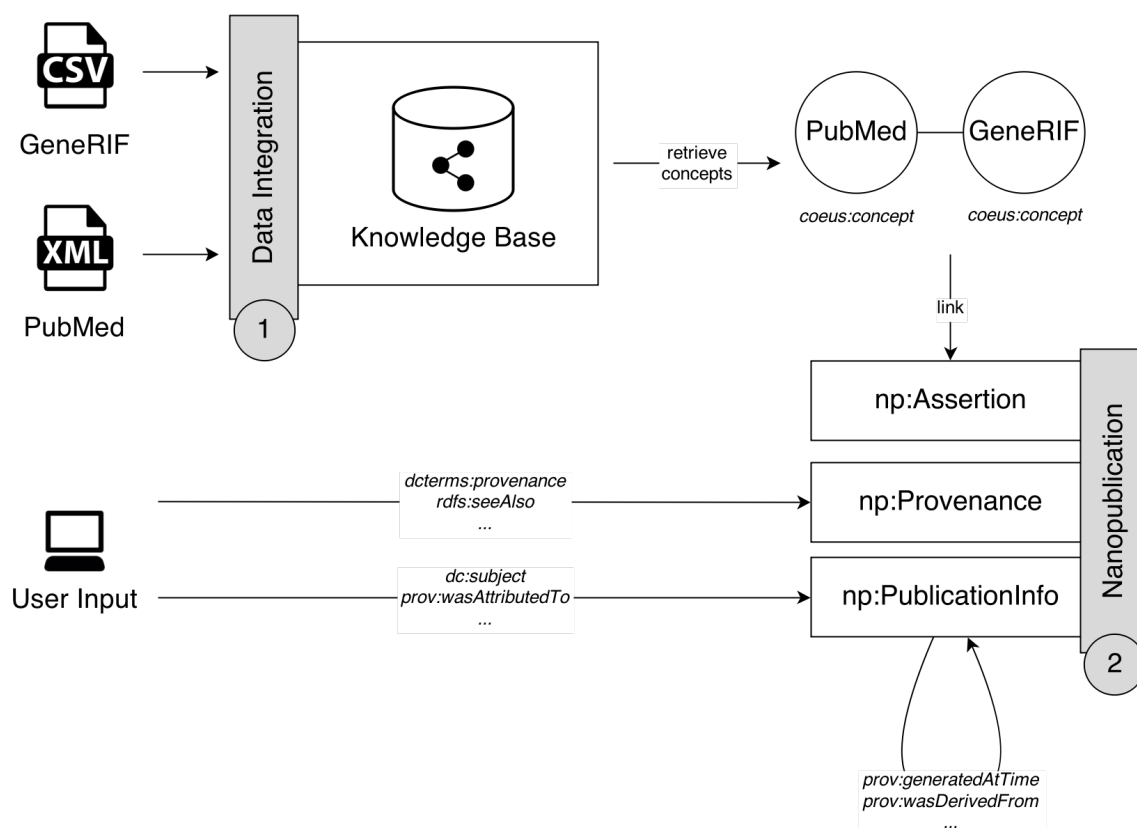 CSV
GeneRIF
XML
PubMed
Data Integration
1
Knowledge Base
retrieve
concepts
PubMed
GeneRIF
coeus:concept
coeus:concept
link
np:Assertion
np:Provenance
np:PublicationInfo
Nanopublication
2
User Input
dcterms:provenance
rdfs:seeAlso
...
dc:subject
prov:wasAttributedTo
...
prov:generatedAtTime
prov:wasDerivedFrom
...